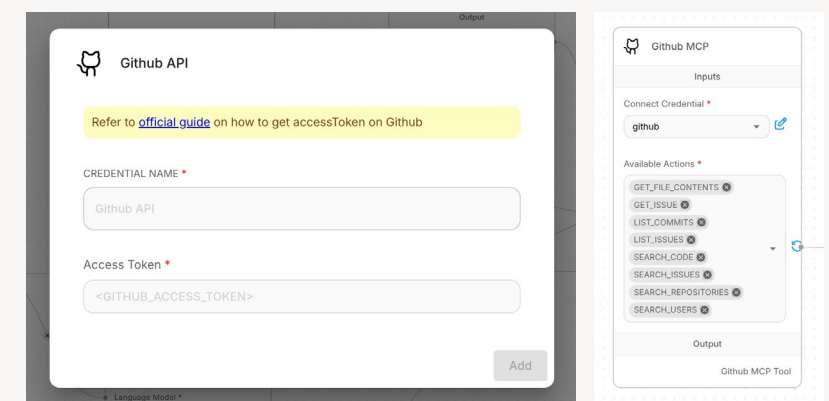 Output
Github API
Refer to official guide on how to get accessToken on Github
CREDENTIAL NAME *
Github API
Access Token *
<GITHUB_ACCESS_TOKEN>
Add
Language Model *
Github MCP
Inputs
Connect Credential *
github
Available Actions *
GET_FILE_CONTENTS
GET_ISSUE
LIST_COMMITS
LIST_ISSUES
SEARCH_CODE
SEARCH_ISSUES
SEARCH_REPOSITORIES
SEARCH_USERS
Output
Github MCP Tool